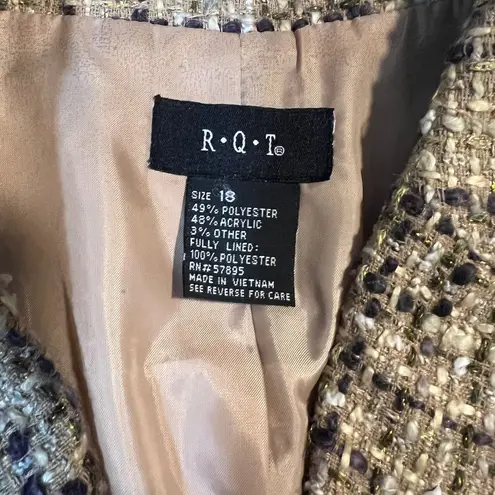 R•Q•T®
SIZE 18
49% POLYESTER
48% ACRYLIC
3% OTHER
FULLY LINED:
100% POLYESTER
RN#57895
MADE IN VIETNAM
SEE REVERSE FOR CARE